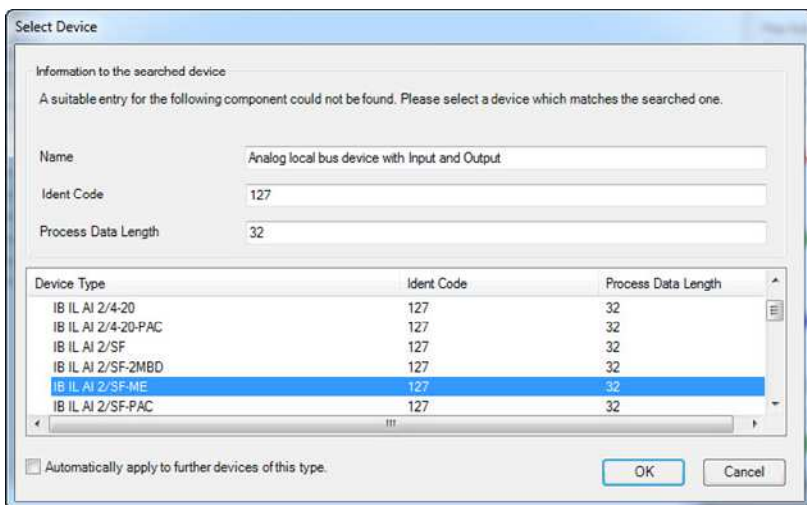 Select Device
Information to the searched device
A suitable entry for the following component could not be found. Please select a device which matches the searched one.
Name Analog local bus device with Input and Output
Ident Code 127
Process Data Length 32
Device Type Ident Code Process Data Length
IB IL AI 2/4-20 127 32
IB IL AI 2/4-20-PAC 127 32
IB IL AI 2/SF 127 32
IB IL AI 2/SF-2MBD 127 32
IB IL AI 2/SF-ME 127 32
IB IL AI 2/SF-PAC 127 32
Automatically apply to further devices of this type.
OK Cancel